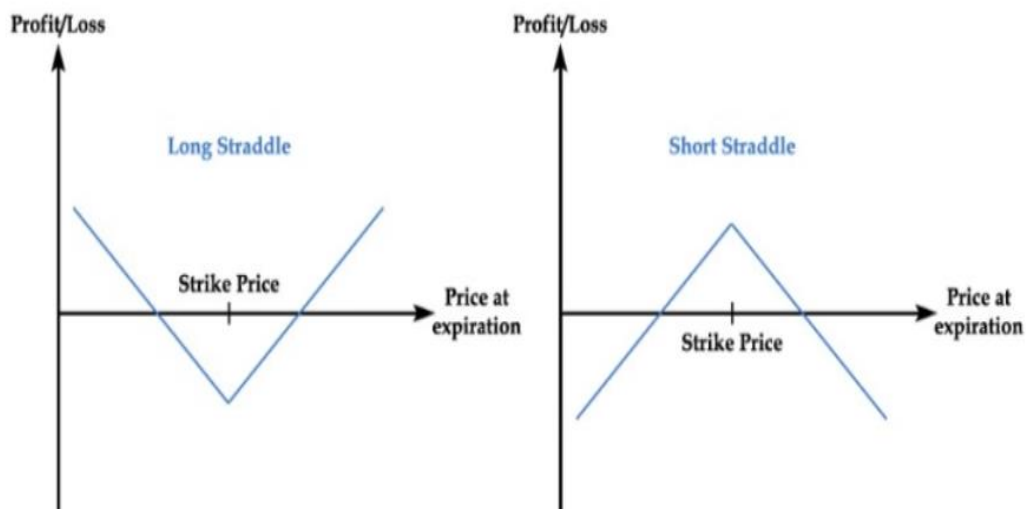 Profit/Loss
Long Straddle
Strike Price
Price at
expiration
Profit/Loss
Short Straddle
Strike Price
Price at
expiration